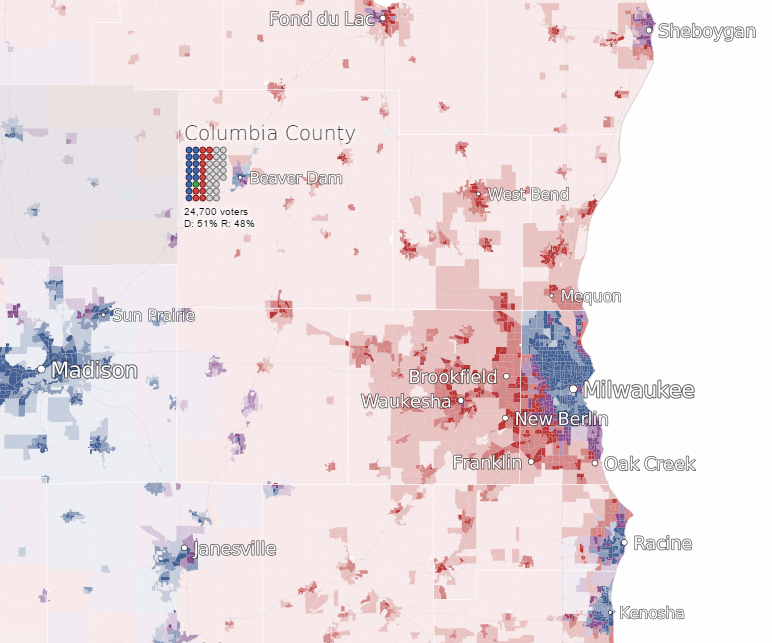 Fond du Lac
Sheboygan
Columbia County
Beaver Dam
24,700 voters
D: 51% R: 48%
West Bend
Mequon
Sun Prairie
Madison
Brookfield
Milwaukee
Waukesha
New Berlin
Franklin
Oak Creek
Janesville
Racine
Kenosha